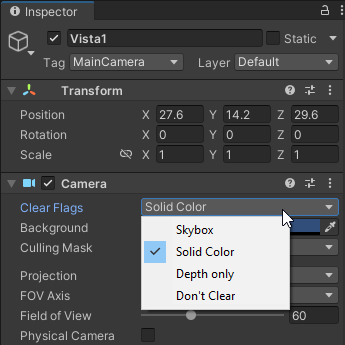 Inspector
Vista1 Static
Tag MainCamera Layer Default
Transform
Position X 27.6 Y 14.2 Z 29.6
Rotation X 0 Y 0 Z 0
Scale X 1 Y 1 Z 1
Camera
Clear Flags Solid Color
Background
Skybox
Culling Mask
Solid Color
Depth only
Projection
Don't Clear
FOV Axis
Field of View 60
Physical Camera